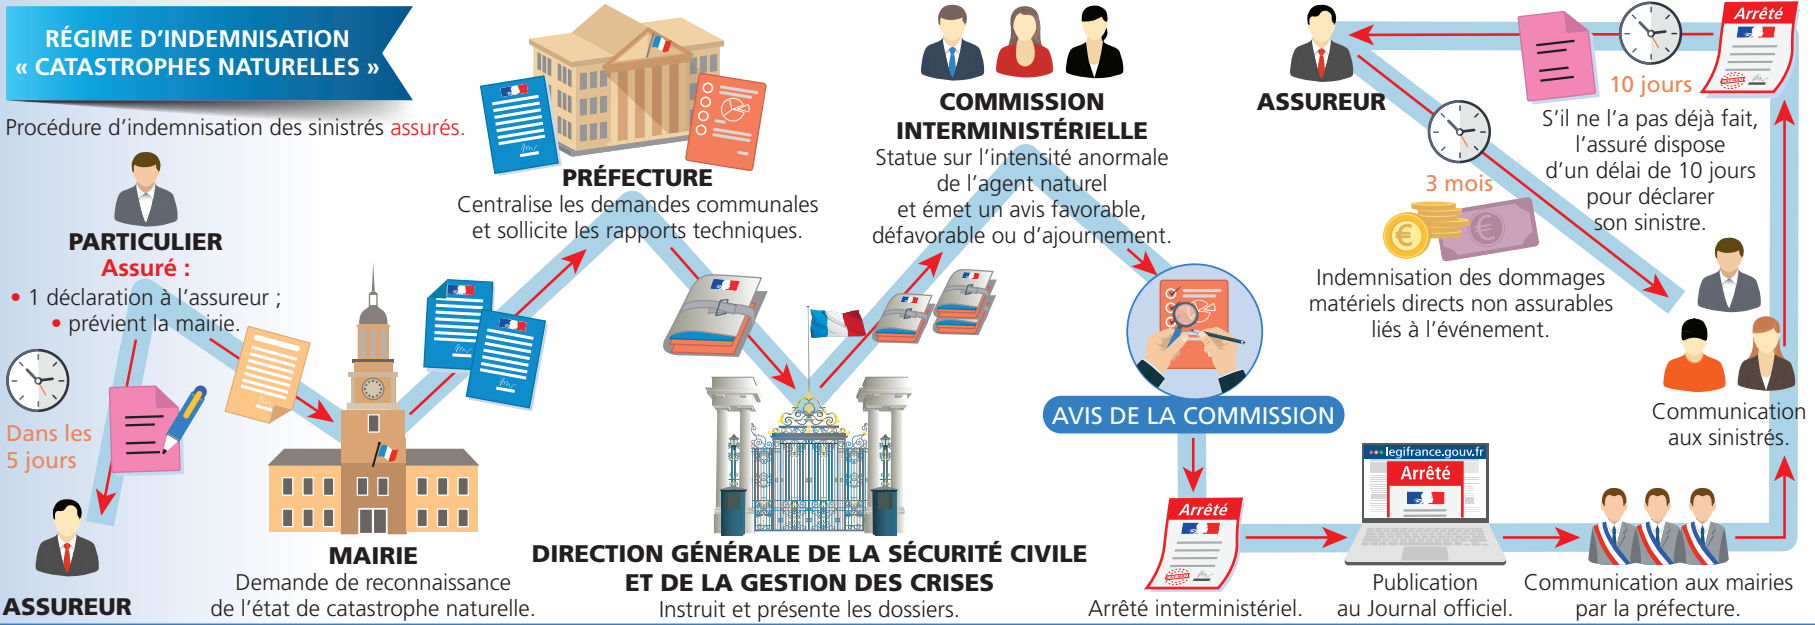 RÉGIME D’INDEMNISATION
« CATASTROPHES NATURELLES »
Procédure d’indemnisation des sinistrés assurés.
PARTICULIER
Assuré :
• 1 déclaration à l’assureur ;
• prévient la mairie.
Dans les
5 jours
ASSUREUR
MAIRIE
Demande de reconnaissance
de l’état de catastrophe naturelle.
PRÉFECTURE
Centralise les demandes communales
et sollicite les rapports techniques.
DIRECTION GÉNÉRALE DE LA SÉCURITÉ CIVILE
ET DE LA GESTION DES CRISES
Instruit et présente les dossiers.
COMMISSION
INTERMINISTÉRIELLE
Statue sur l’intensité anormale
de l’agent naturel
et émet un avis favorable,
défavorable ou d’ajournement.
AVIS DE LA COMMISSION
Arrêté
Arrêté interministériel.
legifrance.gouv.fr
Arrêté
Publication
au Journal officiel.
Communication aux mairies
par la préfecture.
Arrêté
10 jours
S’il ne l’a pas déjà fait,
l’assuré dispose
d’un délai de 10 jours
pour déclarer
son sinistre.
ASSUREUR
3 mois
Indemnisation des dommages
matériels directs non assurables
liés à l’événement.
Communication
aux sinistrés.